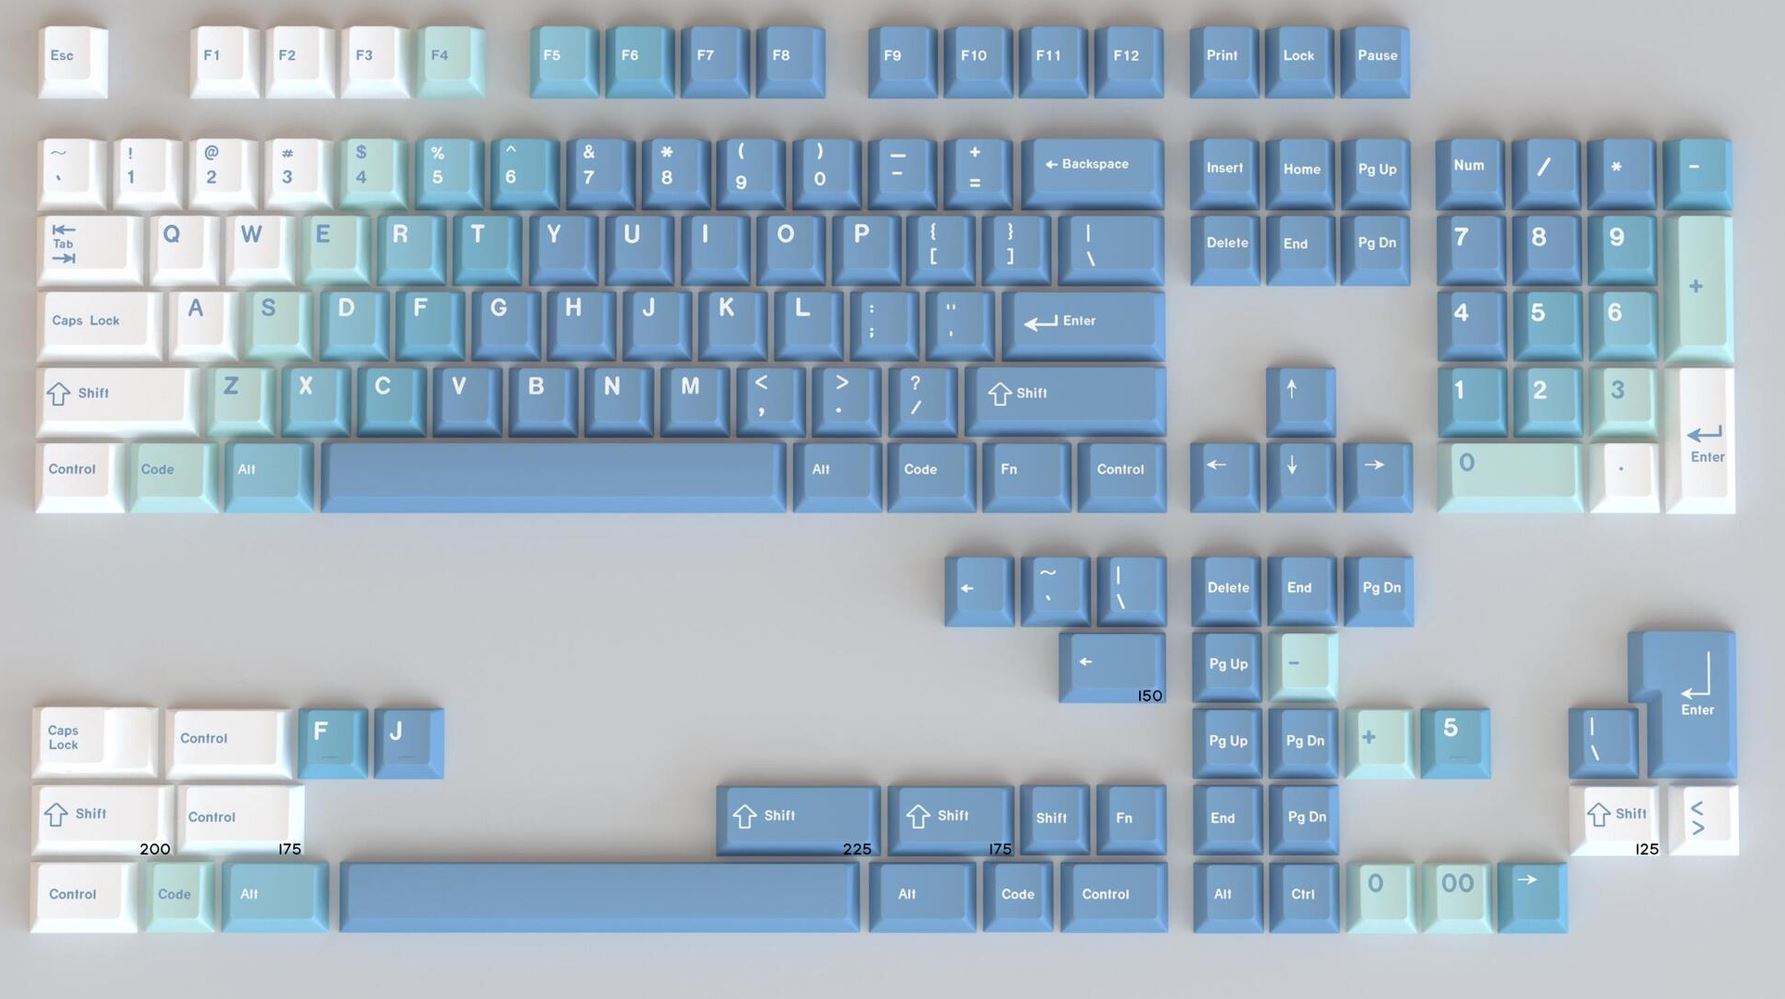 Esc F1 F2 F3 F4 F5 F6 F7 F8 F9 F10 F11 F12 Print Lock Pause
~ ! @ # $ % ^ & * ( ) — +
` 1 2 3 4 5 6 7 8 9 0 - = ← Backspace Insert Home Pg Up Num / * -
⇤ Tab ⇥ Q W E R T Y U I O P { [ } ] | \ Delete End Pg Dn 7 8 9 +
Caps Lock A S D F G H J K L : ; " ' ↵ Enter 4 5 6
⇧ Shift Z X C V B N M < , > . ? / ⇧ Shift ↑ 1 2 3 ↵ Enter
Control Code Alt Alt Code Fn Control ← ↓ → 0 .
← ~ ` | \ Delete End Pg Dn
← 150 Pg Up - ↵ Enter
Caps Lock Control F J Pg Up Pg Dn + 5 | \
⇧ Shift 200 Control 175 ⇧ Shift 225 ⇧ Shift 175 Shift Fn End Pg Dn ⇧ Shift 125 < >
Control Code Alt Alt Code Control Alt Ctrl 0 00 →